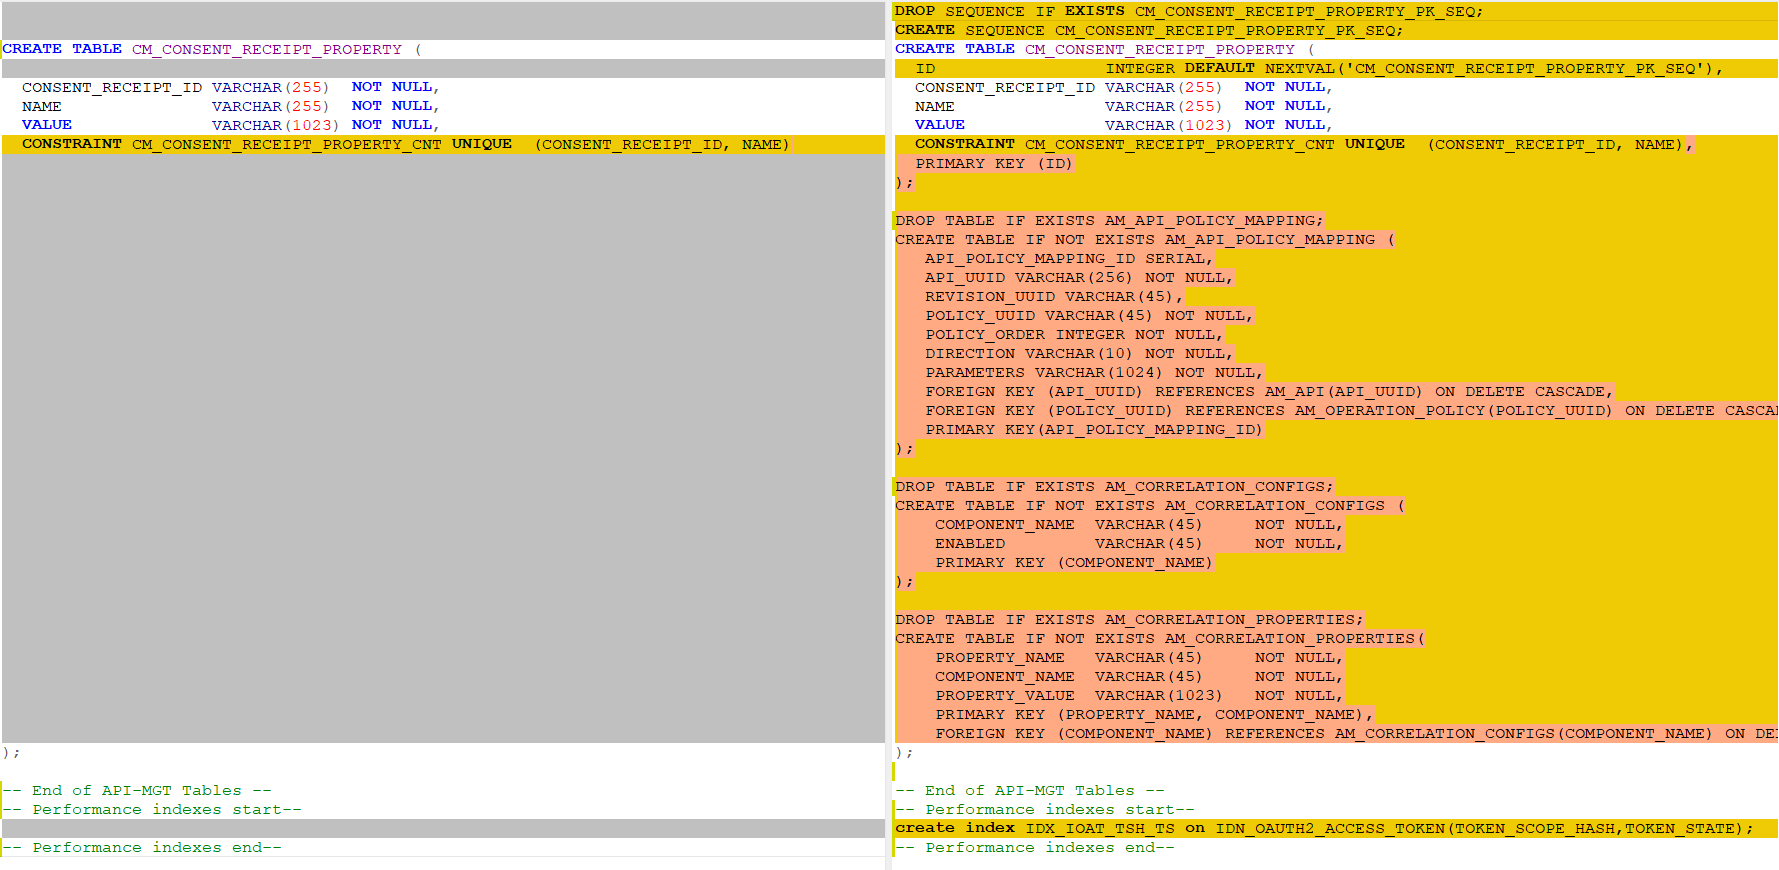 CREATE TABLE CM_CONSENT_RECEIPT_PROPERTY (
  CONSENT_RECEIPT_ID VARCHAR(255)  NOT NULL,
  NAME               VARCHAR(255)  NOT NULL,
  VALUE              VARCHAR(1023) NOT NULL,
  CONSTRAINT CM_CONSENT_RECEIPT_PROPERTY_CNT UNIQUE  (CONSENT_RECEIPT_ID, NAME)
);
-- End of API-MGT Tables --
-- Performance indexes start--
-- Performance indexes end--
DROP SEQUENCE IF EXISTS CM_CONSENT_RECEIPT_PROPERTY_PK_SEQ;
CREATE SEQUENCE CM_CONSENT_RECEIPT_PROPERTY_PK_SEQ;
CREATE TABLE CM_CONSENT_RECEIPT_PROPERTY (
  ID                 INTEGER DEFAULT NEXTVAL('CM_CONSENT_RECEIPT_PROPERTY_PK_SEQ'),
  CONSENT_RECEIPT_ID VARCHAR(255)  NOT NULL,
  NAME               VARCHAR(255)  NOT NULL,
  VALUE              VARCHAR(1023) NOT NULL,
  CONSTRAINT CM_CONSENT_RECEIPT_PROPERTY_CNT UNIQUE  (CONSENT_RECEIPT_ID, NAME),
  PRIMARY KEY (ID)
);
DROP TABLE IF EXISTS AM_API_POLICY_MAPPING;
CREATE TABLE IF NOT EXISTS AM_API_POLICY_MAPPING (
   API_POLICY_MAPPING_ID SERIAL,
   API_UUID VARCHAR(256) NOT NULL,
   REVISION_UUID VARCHAR(45),
   POLICY_UUID VARCHAR(45) NOT NULL,
   POLICY_ORDER INTEGER NOT NULL,
   DIRECTION VARCHAR(10) NOT NULL,
   PARAMETERS VARCHAR(1024) NOT NULL,
   FOREIGN KEY (API_UUID) REFERENCES AM_API(API_UUID) ON DELETE CASCADE,
   FOREIGN KEY (POLICY_UUID) REFERENCES AM_OPERATION_POLICY(POLICY_UUID) ON DELETE
   PRIMARY KEY(API_POLICY_MAPPING_ID)
);
DROP TABLE IF EXISTS AM_CORRELATION_CONFIGS;
CREATE TABLE IF NOT EXISTS AM_CORRELATION_CONFIGS (
    COMPONENT_NAME  VARCHAR(45)     NOT NULL,
    ENABLED         VARCHAR(45)     NOT NULL,
    PRIMARY KEY (COMPONENT_NAME)
);
DROP TABLE IF EXISTS AM_CORRELATION_PROPERTIES;
CREATE TABLE IF NOT EXISTS AM_CORRELATION_PROPERTIES(
    PROPERTY_NAME   VARCHAR(45)     NOT NULL,
    COMPONENT_NAME  VARCHAR(45)     NOT NULL,
    PROPERTY_VALUE  VARCHAR(1023)   NOT NULL,
    PRIMARY KEY (PROPERTY_NAME, COMPONENT_NAME),
    FOREIGN KEY (COMPONENT_NAME) REFERENCES AM_CORRELATION_CONFIGS(COMPONENT_NAME) ON
);
-- End of API-MGT Tables --
-- Performance indexes start--
create index IDX_IOAT_TSH_TS on IDN_OAUTH2_ACCESS_TOKEN(TOKEN_SCOPE_HASH,TOKEN_STATE);
-- Performance indexes end--